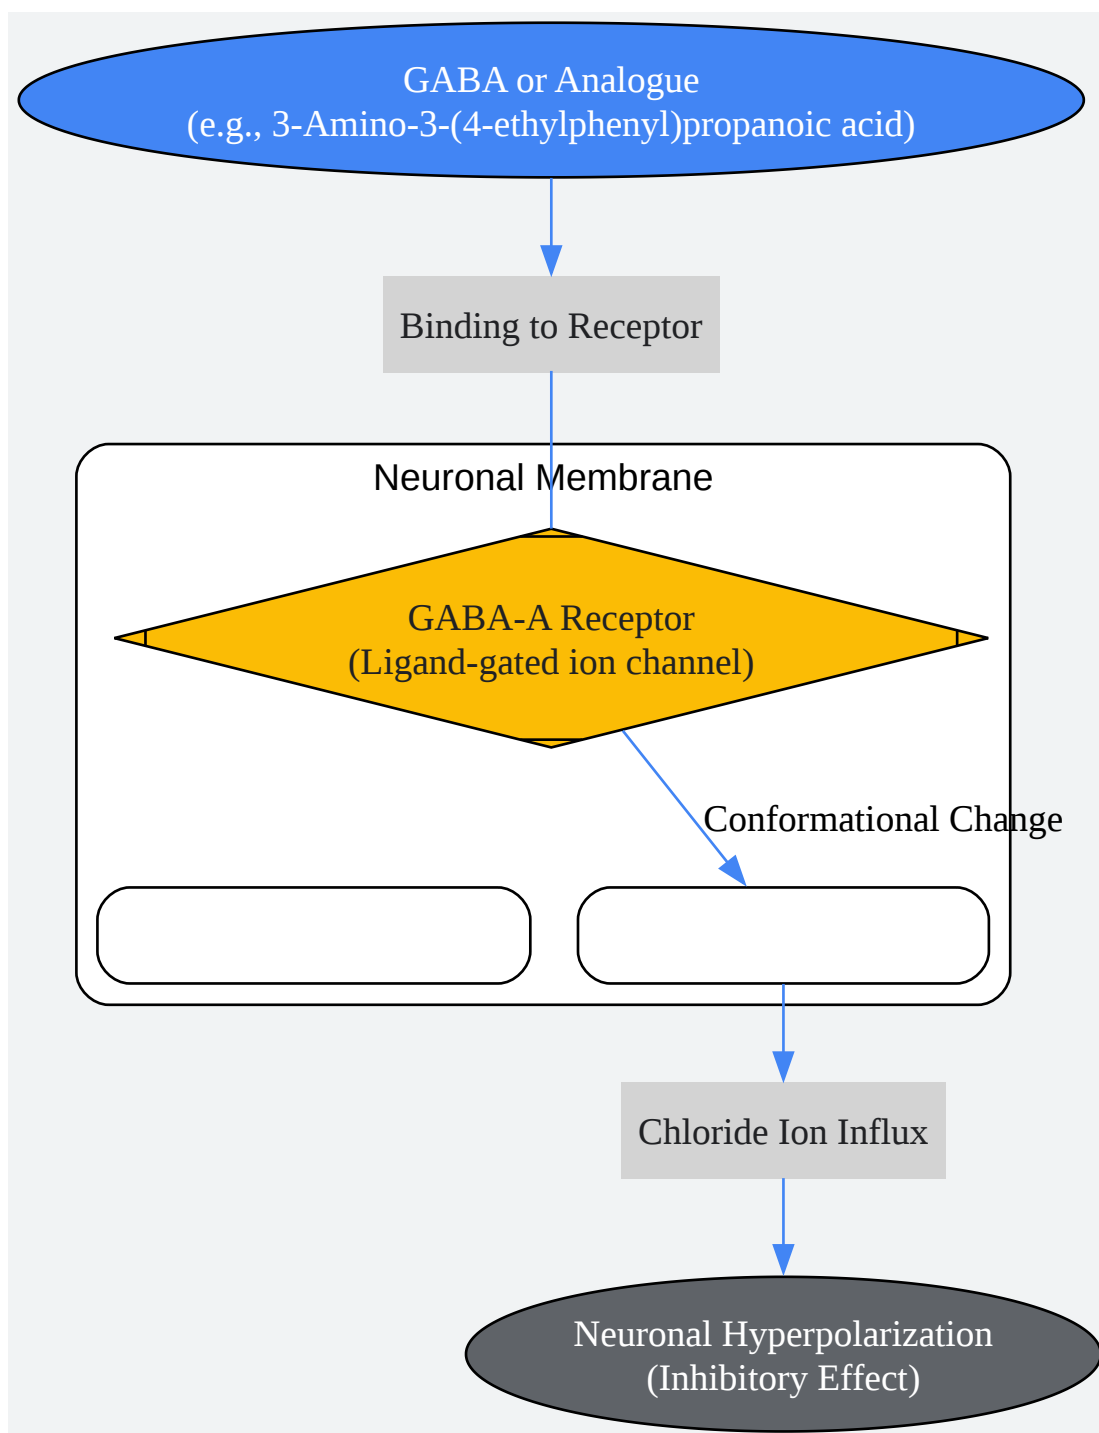 GABA or Analogue
(e.g., 3-Amino-3-(4-ethylphenyl)propanoic acid)
Binding to Receptor
Neuronal Membrane
GABA-A Receptor
(Ligand-gated ion channel)
Conformational Change
Chloride Ion Influx
Neuronal Hyperpolarization
(Inhibitory Effect)